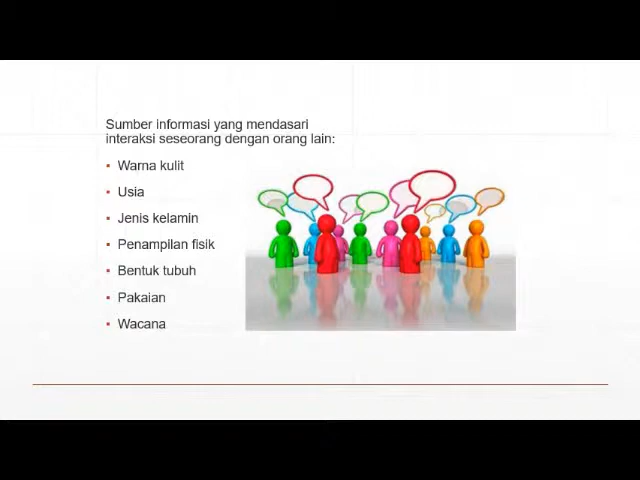 Sumber informasi yang mendasari
interaksi seseorang dengan orang lain:
▪ Warna kulit
▪ Usia
▪ Jenis kelamin
▪ Penampilan fisik
▪ Bentuk tubuh
▪ Pakaian
▪ Wacana